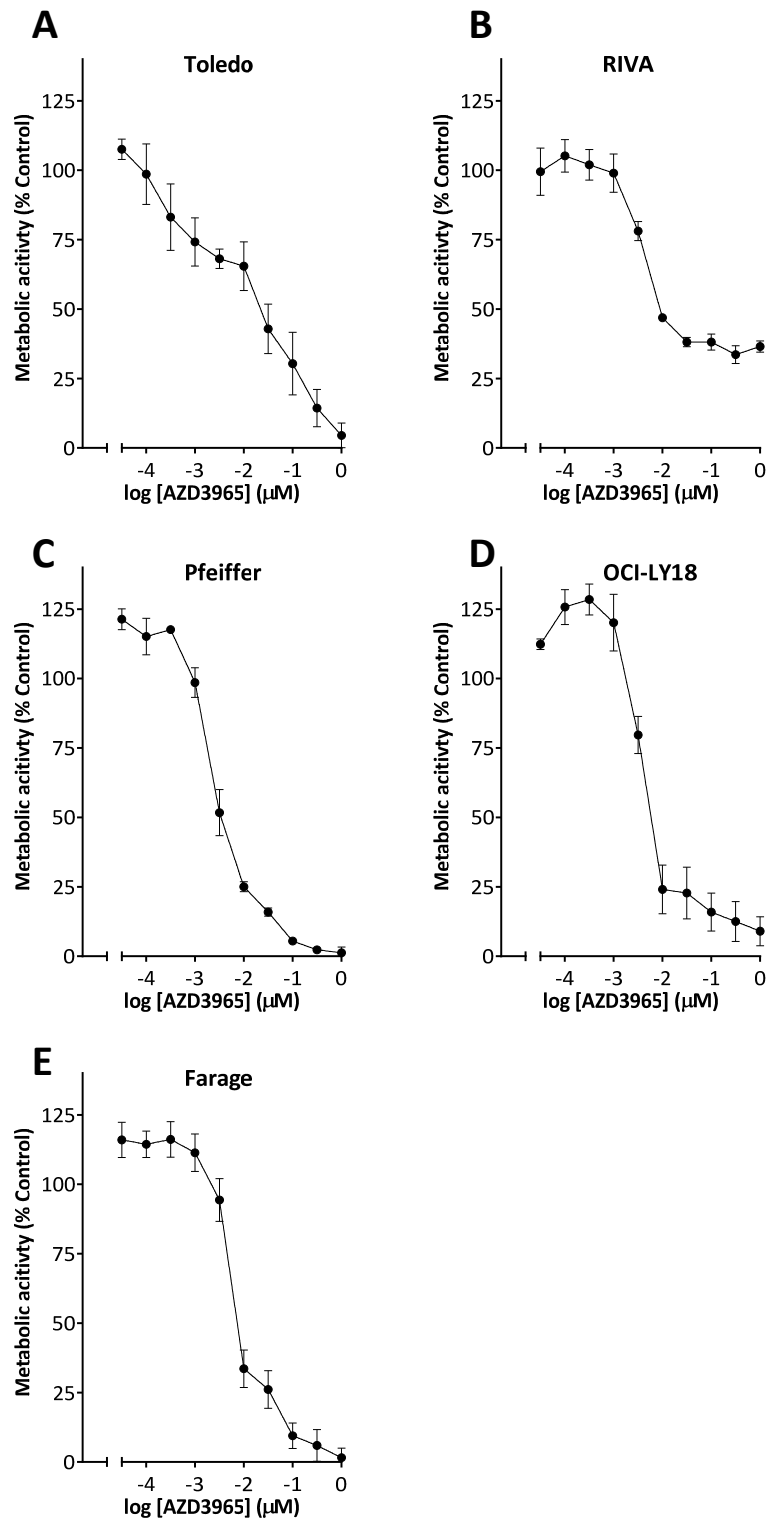 A
Toledo
Metabolic acitivty (% Control)
125
100
75
50
25
0
-4 -3 -2 -1 0
log [AZD3965] (μM)
B
RIVA
Metabolic acitivty (% Control)
125
100
75
50
25
0
-4 -3 -2 -1 0
log [AZD3965] (μM)
C
Pfeiffer
Metabolic acitivty (% Control)
125
100
75
50
25
0
-4 -3 -2 -1 0
log [AZD3965] (μM)
D
OCI-LY18
Metabolic acitivty (% Control)
125
100
75
50
25
0
-4 -3 -2 -1 0
log [AZD3965] (μM)
E
Farage
Metabolic acitivty (% Control)
125
100
75
50
25
0
-4 -3 -2 -1 0
log [AZD3965] (μM)